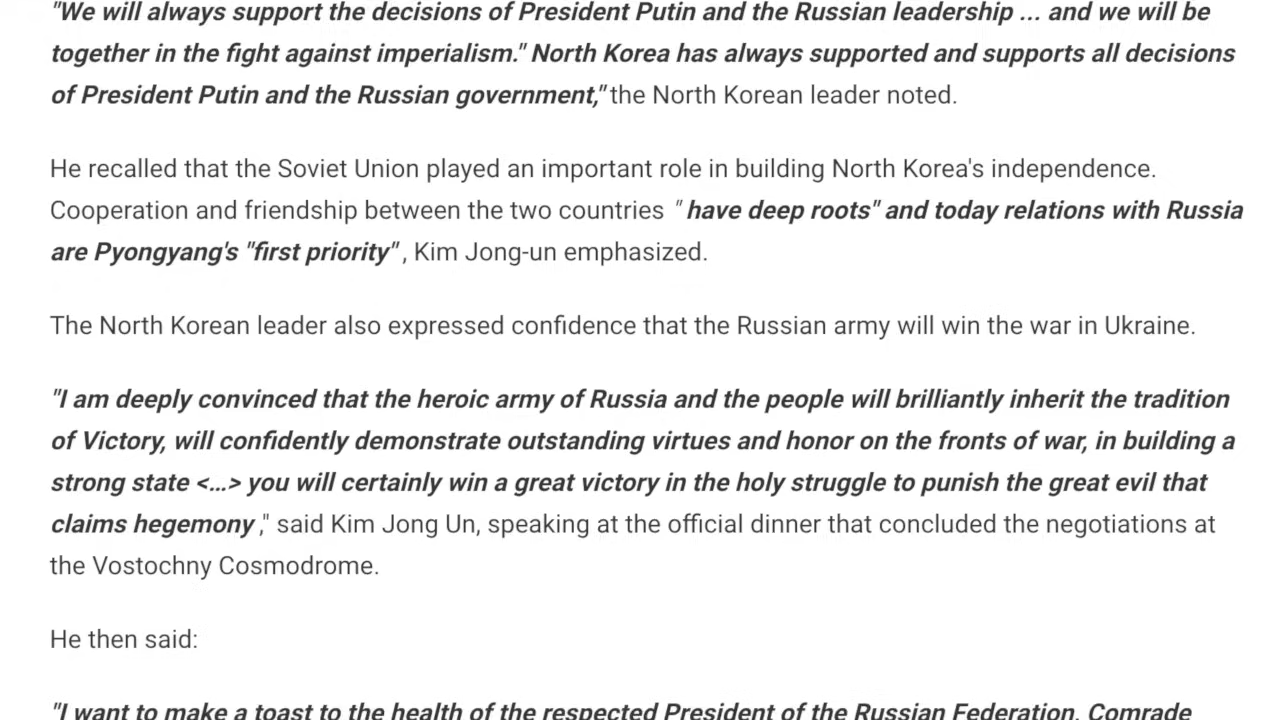 "We will always support the decisions of President Putin and the Russian leadership ... and we will be
together in the fight against imperialism." North Korea has always supported and supports all decisions
of President Putin and the Russian government," the North Korean leader noted.
He recalled that the Soviet Union played an important role in building North Korea's independence.
Cooperation and friendship between the two countries " have deep roots" and today relations with Russia
are Pyongyang's "first priority" , Kim Jong-un emphasized.
The North Korean leader also expressed confidence that the Russian army will win the war in Ukraine.
"I am deeply convinced that the heroic army of Russia and the people will brilliantly inherit the tradition
of Victory, will confidently demonstrate outstanding virtues and honor on the fronts of war, in building a
strong state <...> you will certainly win a great victory in the holy struggle to punish the great evil that
claims hegemony ," said Kim Jong Un, speaking at the official dinner that concluded the negotiations at
the Vostochny Cosmodrome.
He then said:
"I want to make a toast to the health of the respected President of the Russian Federation, Comrade